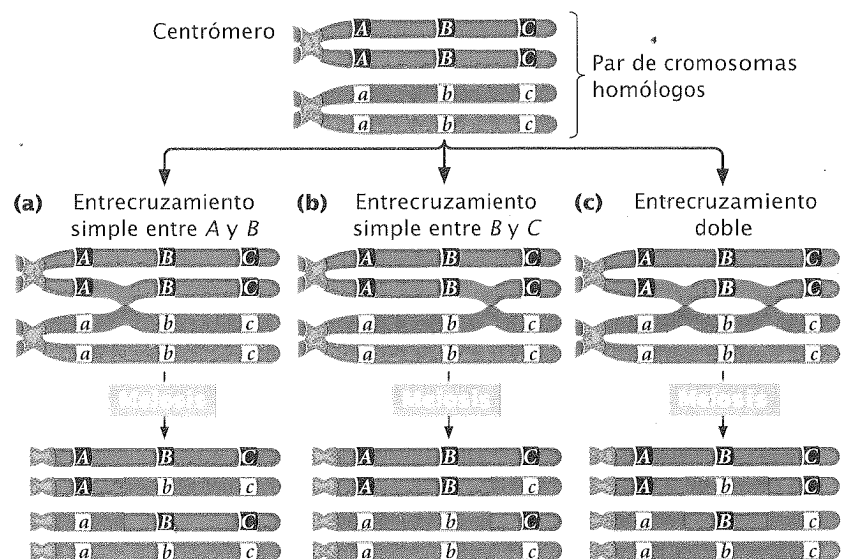 Centrómero
A B C
A B C
a b c
a b c
Par de cromosomas
homólogos
(a) Entrecruzamiento
simple entre A y B
A B C
A B C
a b c
a b c
Meiosis
A B C
A b c
a B C
a b c
(b) Entrecruzamiento
simple entre B y C
A B C
A B C
a b c
a b c
Meiosis
A B C
A B c
a b C
a b c
(c) Entrecruzamiento
doble
A B C
A B C
a b c
a b c
Meiosis
A B C
A b C
a B c
a b c